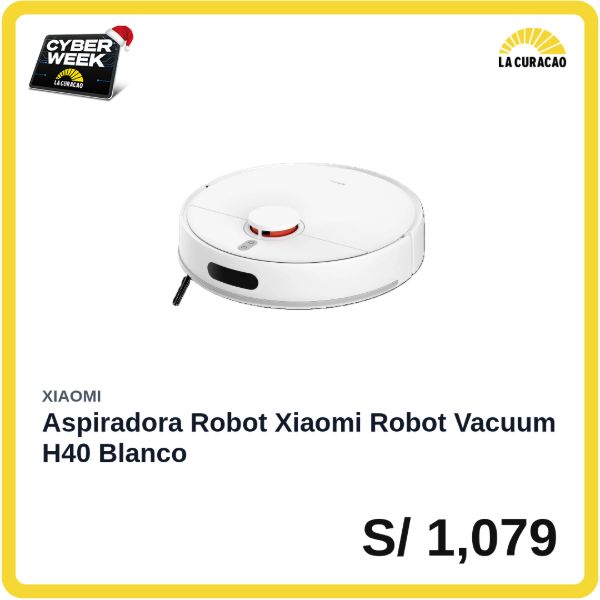 CYBER
WEEK
LA CURACAO
LA CURACAO
XIAOMI
Aspiradora Robot Xiaomi Robot Vacuum
H40 Blanco
S/ 1,079